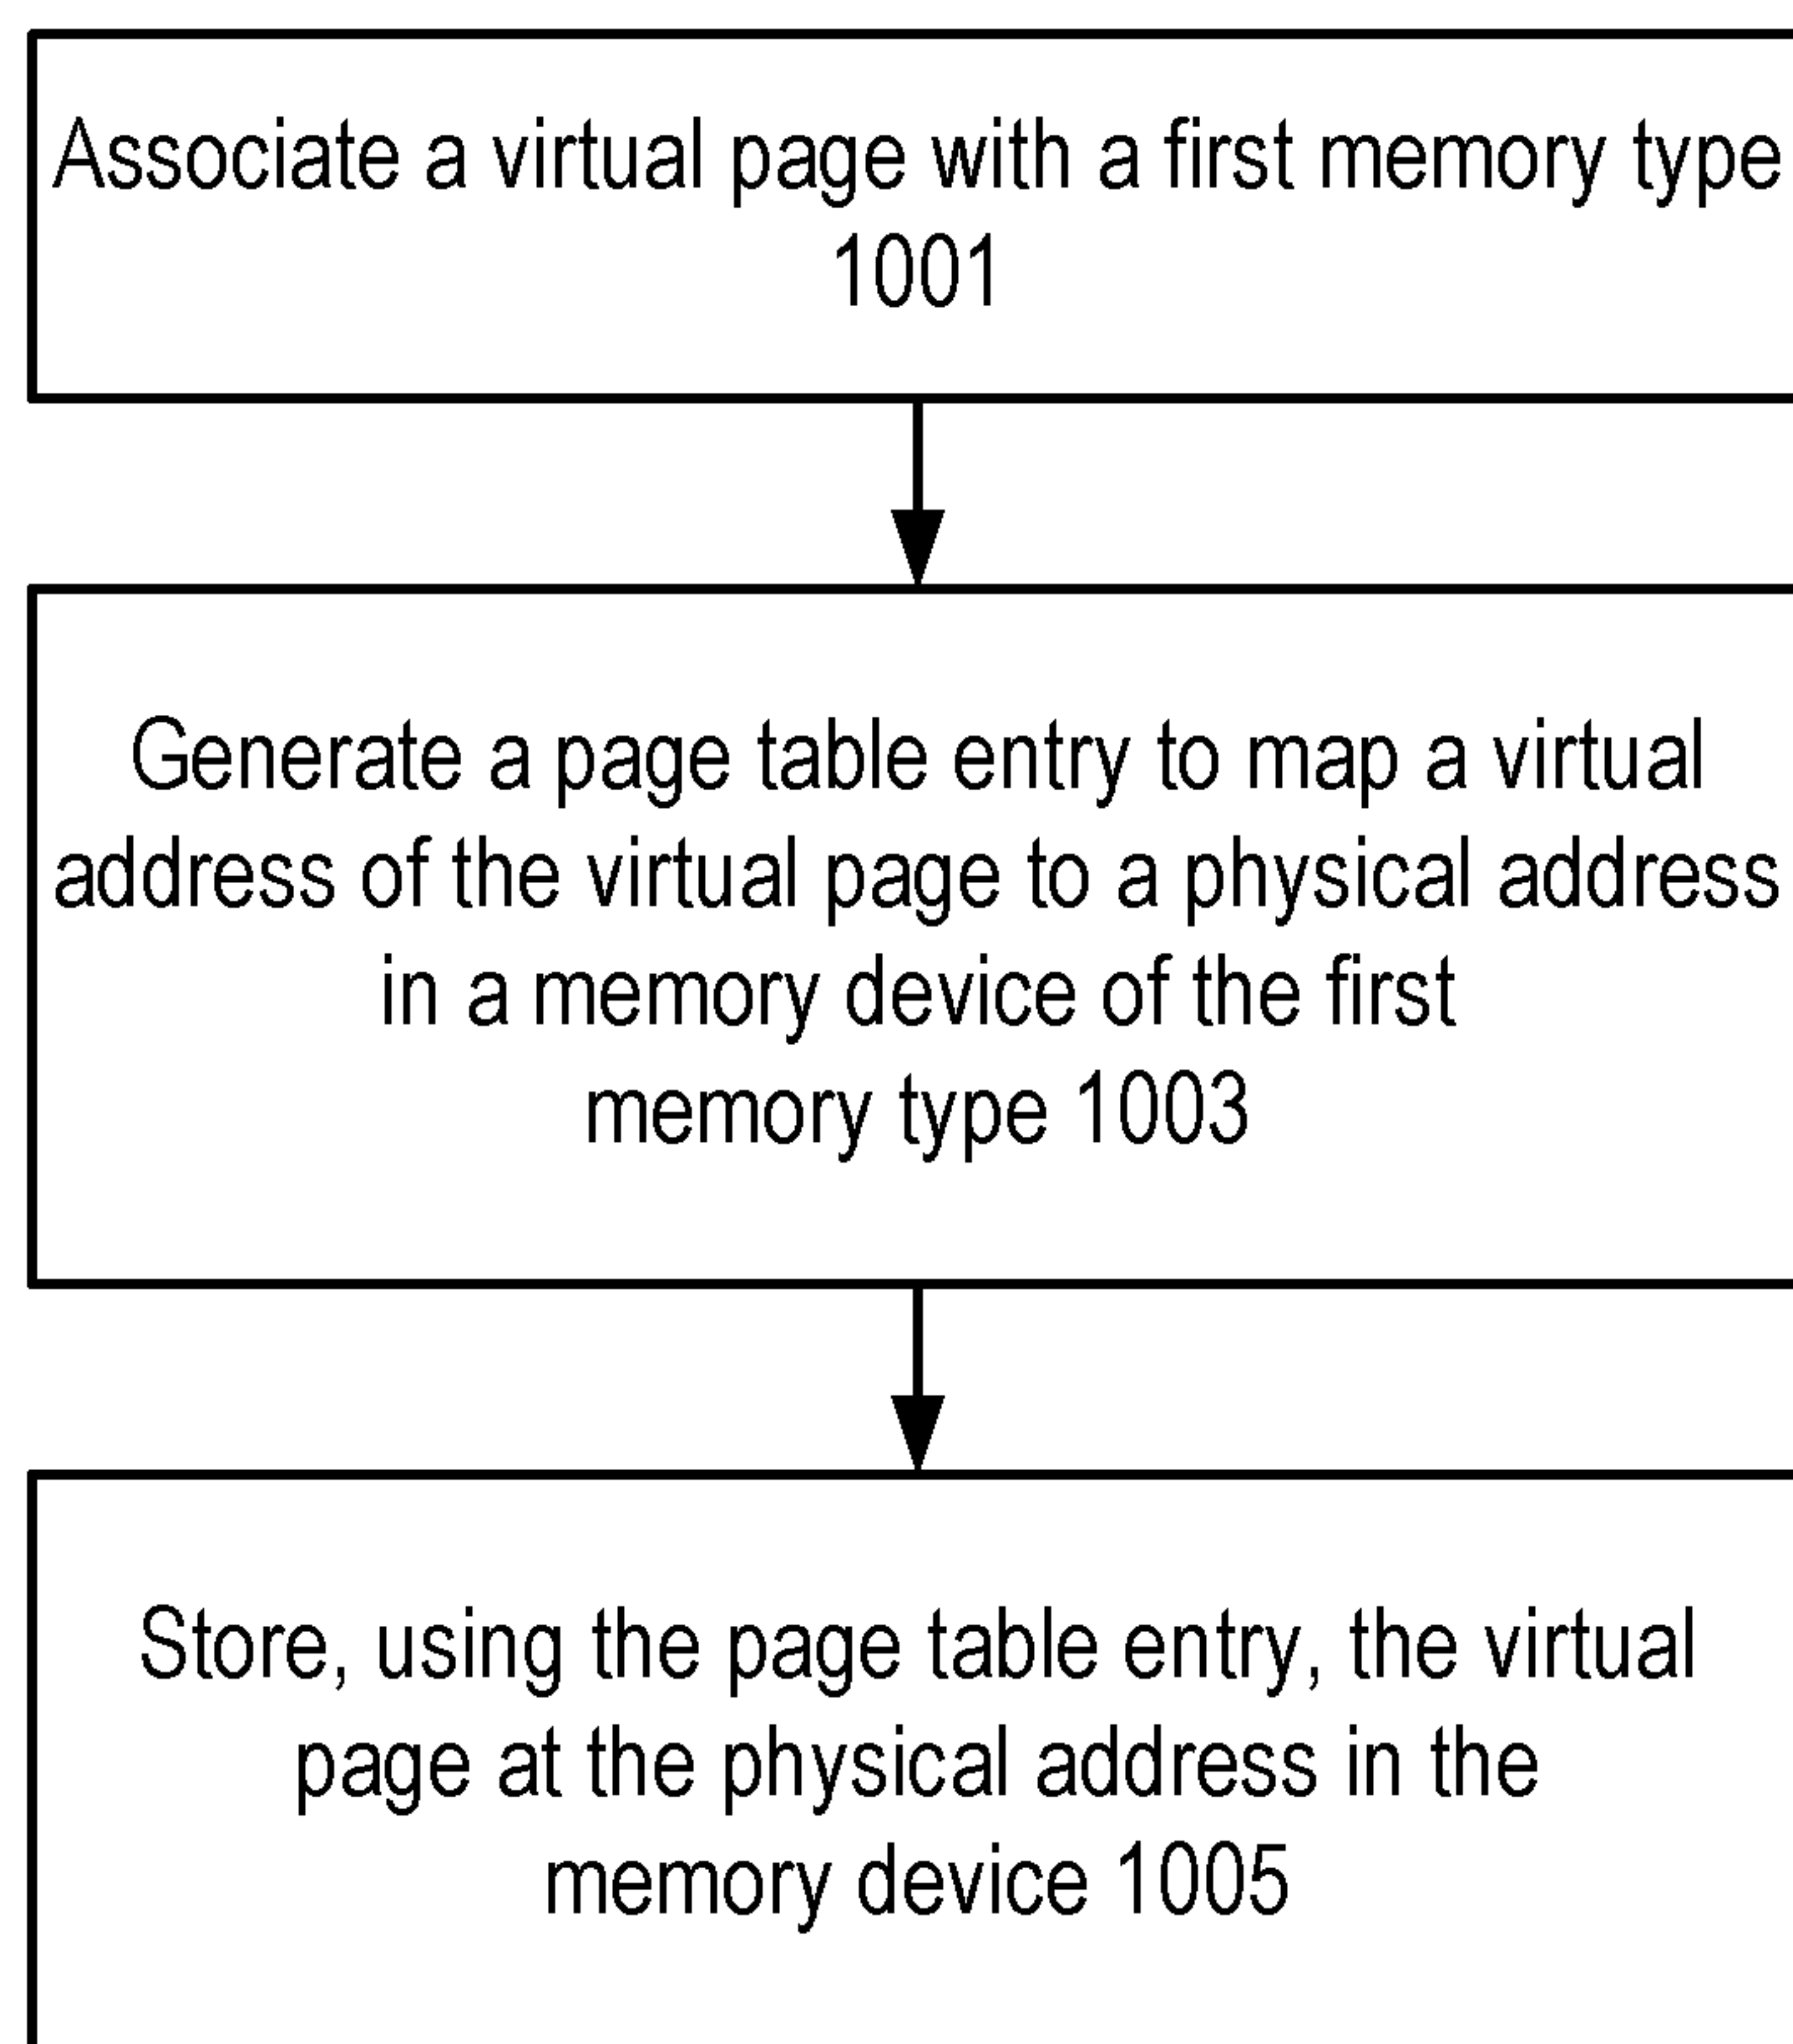 Associate a virtual page with a first memory type
1001
Generate a page table entry to map a virtual
address of the virtual page to a physical address
in a memory device of the first
memory type 1003
Store, using the page table entry, the virtual
page at the physical address in the
memory device 1005